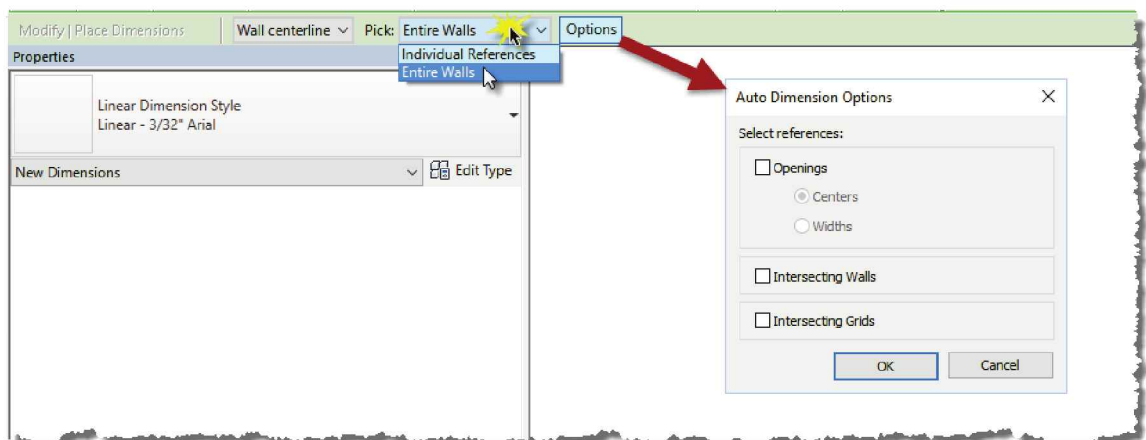 Modify | Place Dimensions Wall centerline Pick: Entire Walls Options
Properties
Individual References
Entire Walls
Linear Dimension Style
Linear - 3/32" Arial
New Dimensions Edit Type
Auto Dimension Options
Select references:
Openings
Centers
Widths
Intersecting Walls
Intersecting Grids
OK Cancel